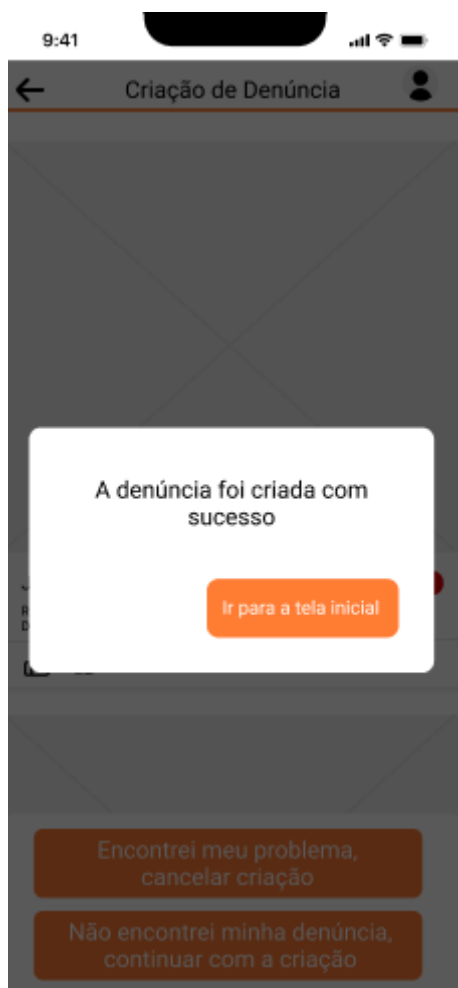 9:41
Criação de Denúncia
A denúncia foi criada com
sucesso
Ir para a tela inicial
Encontrei meu problema,
cancelar criação
Não encontrei minha denúncia,
continuar com a criação